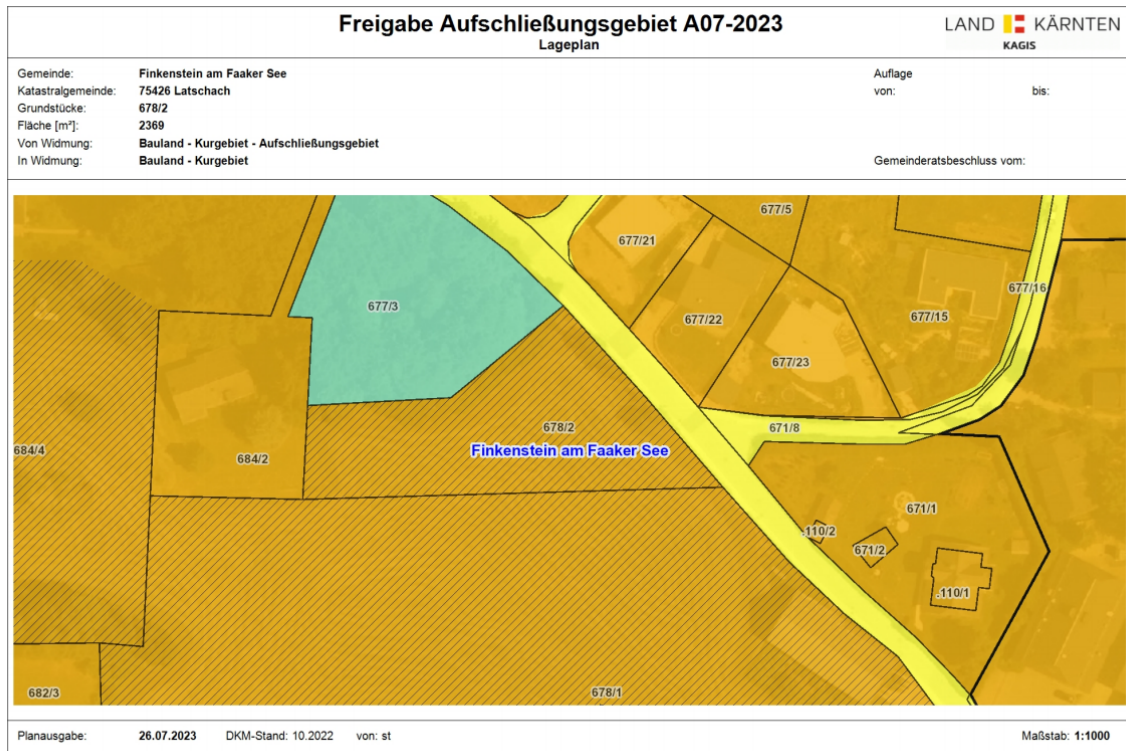 Freigabe Aufschließungsgebiet A07-2023
Lageplan
LAND KÄRNTEN
KAGIS
Gemeinde: Finkenstein am Faaker See
Katastralgemeinde: 75426 Latschach
Grundstücke: 678/2
Fläche [m²]: 2369
Von Widmung: Bauland - Kurgebiet - Aufschließungsgebiet
In Widmung: Bauland - Kurgebiet
Auflage
von: bis:
Gemeinderatsbeschluss vom:
677/5
677/21
677/16
677/3
677/22
677/15
677/23
678/2
671/8
Finkenstein am Faaker See
684/4
684/2
671/1
.110/2
671/2
.110/1
682/3
678/1
Planausgabe: 26.07.2023 DKM-Stand: 10.2022 von: st Maßstab: 1:1000